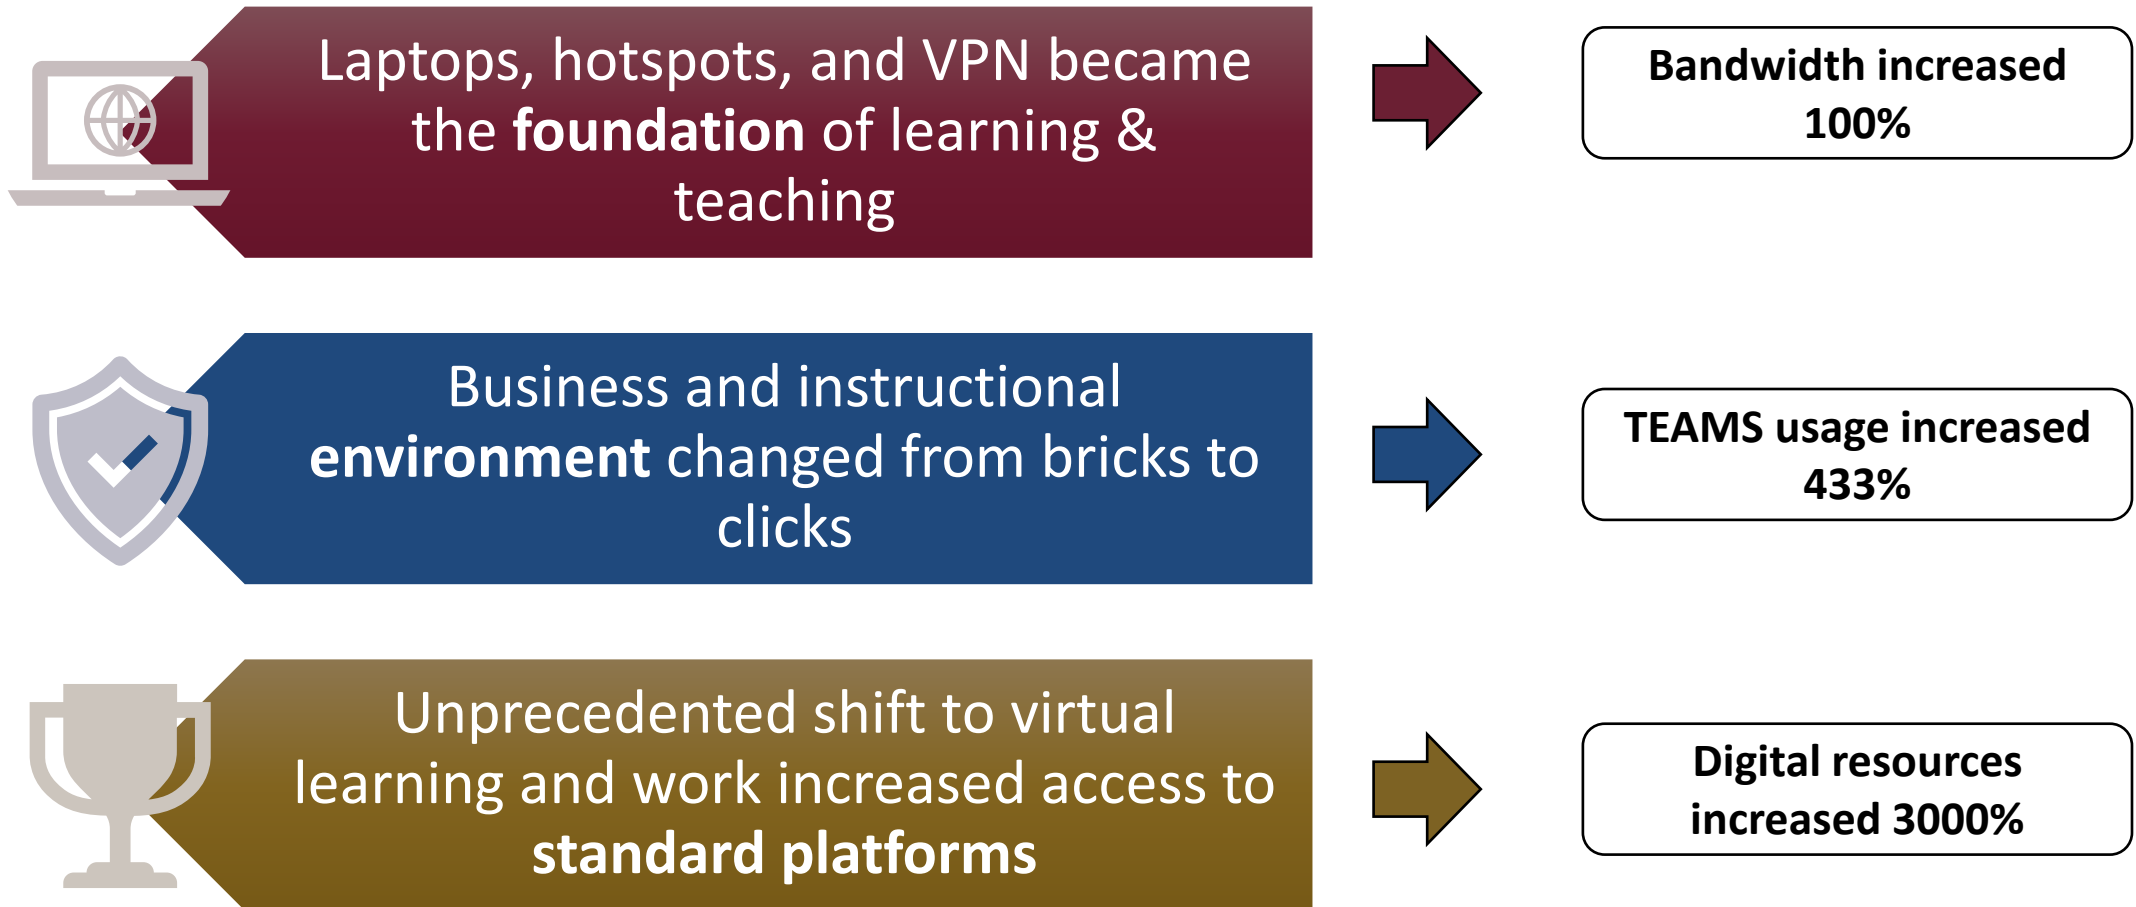 Laptops, hotspots, and VPN became
the foundation of learning &
teaching
Bandwidth increased
100%
Business and instructional
environment changed from bricks to
clicks
TEAMS usage increased
433%
Unprecedented shift to virtual
learning and work increased access to
standard platforms
Digital resources
increased 3000%